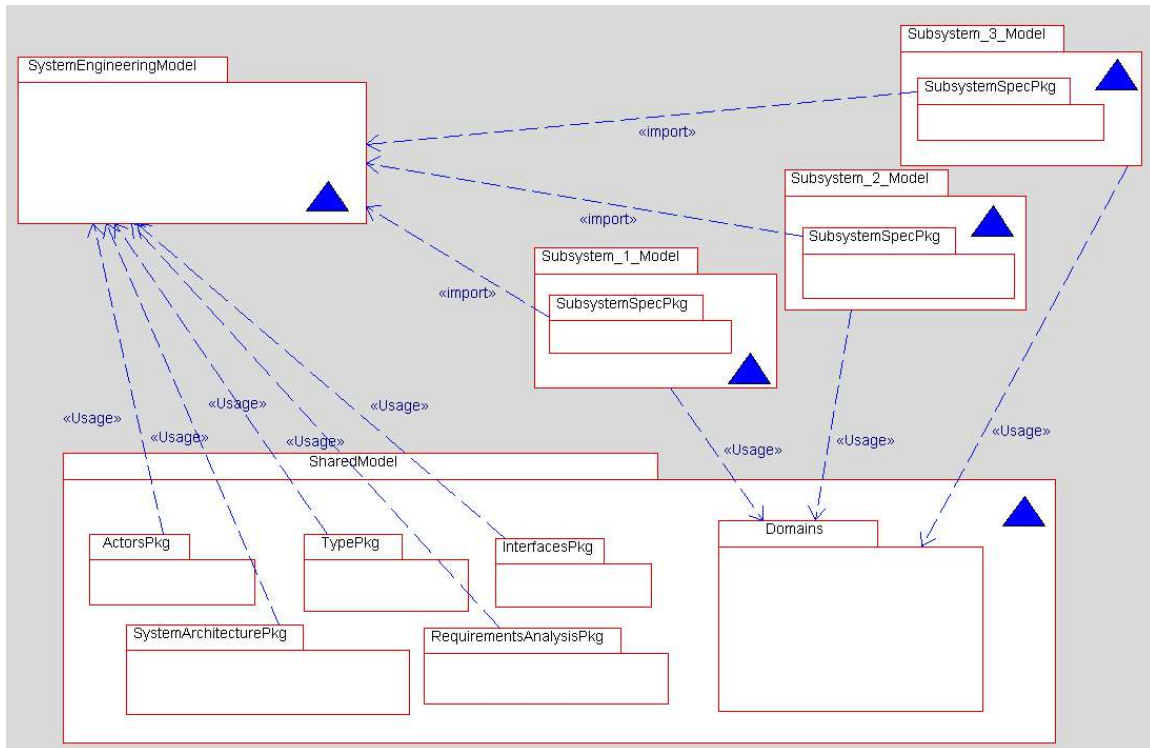 Subsystem_3_Model
SystemEngineeringModel
SubsystemSpecPkg
«import»
Subsystem_2_Model
«import»
SubsystemSpecPkg
Subsystem_1_Model
«import»
SubsystemSpecPkg
«Usage»
«Usage»
«Usage»
«Usage»
«Usage»
«Usage»
«Usage»
«Usage»
SharedModel
ActorsPkg
TypePkg
InterfacesPkg
Domains
SystemArchitecturePkg
RequirementsAnalysisPkg